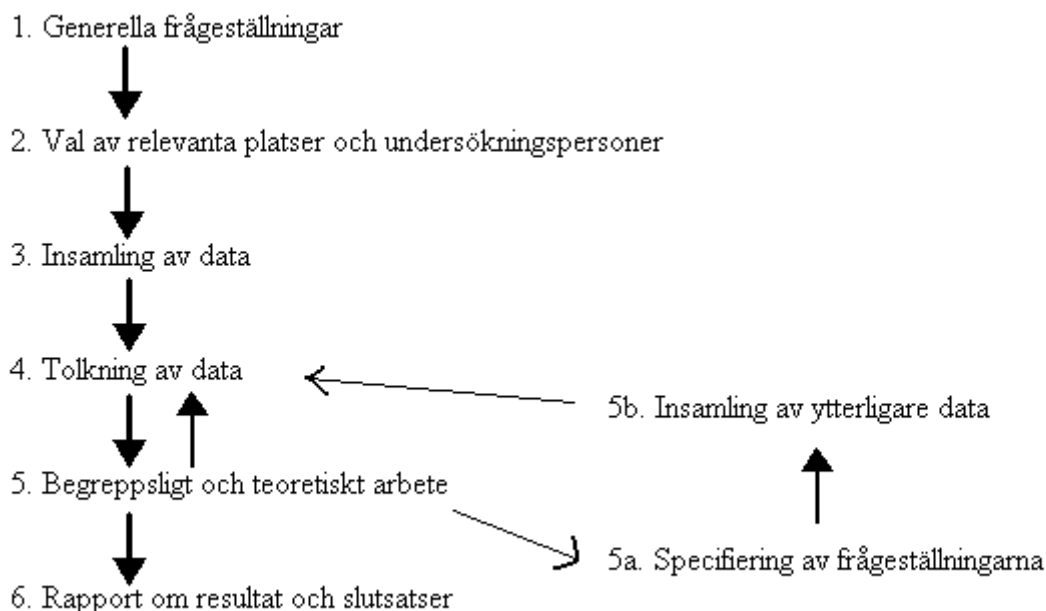 1. Generella frågeställningar
2. Val av relevanta platser och undersökningspersoner
3. Insamling av data
4. Tolkning av data
5b. Insamling av ytterligare data
5. Begreppsligt och teoretiskt arbete
5a. Specifiering av frågeställningarna
6. Rapport om resultat och slutsatser